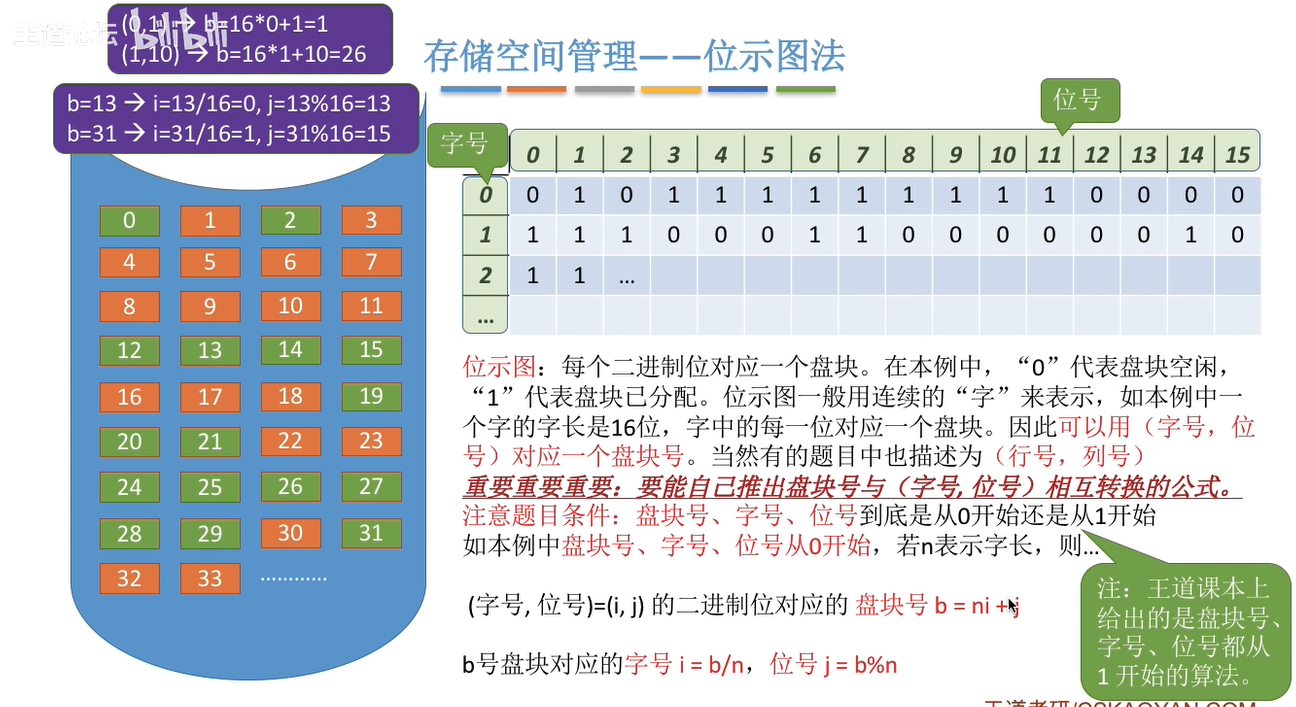 王道论坛 bilibili
(0,1) → b=16*0+1=1
(1,10) → b=16*1+10=26
b=13 → i=13/16=0, j=13%16=13
b=31 → i=31/16=1, j=31%16=15
存储空间管理——位示图法
位号
字号
0 1 2 3 4 5 6 7 8 9 10 11 12 13 14 15
0 0 1 0 1 1 1 1 1 1 1 1 1 0 0 0 0
1 1 1 1 0 0 0 1 1 0 0 0 0 0 0 1 0
2 1 1 …
…
0 1 2 3
4 5 6 7
8 9 10 11
12 13 14 15
16 17 18 19
20 21 22 23
24 25 26 27
28 29 30 31
32 33 …………
位示图：每个二进制位对应一个盘块。在本例中，“0”代表盘块空闲，
“1”代表盘块已分配。位示图一般用连续的“字”来表示，如本例中一
个字的字长是16位，字中的每一位对应一个盘块。因此可以用（字号，位
号）对应一个盘块号。当然有的题目中也描述为（行号，列号）
重要重要重要：要能自己推出盘块号与（字号, 位号）相互转换的公式。
注意题目条件：盘块号、字号、位号到底是从0开始还是从1开始
如本例中盘块号、字号、位号从0开始，若n表示字长，则…
(字号, 位号)=(i, j) 的二进制位对应的 盘块号 b = ni + j
b号盘块对应的字号 i = b/n，位号 j = b%n
注：王道课本上
给出的是盘块号、
字号、位号都从
1 开始的算法。
王道考研/CSKAOYAN.COM